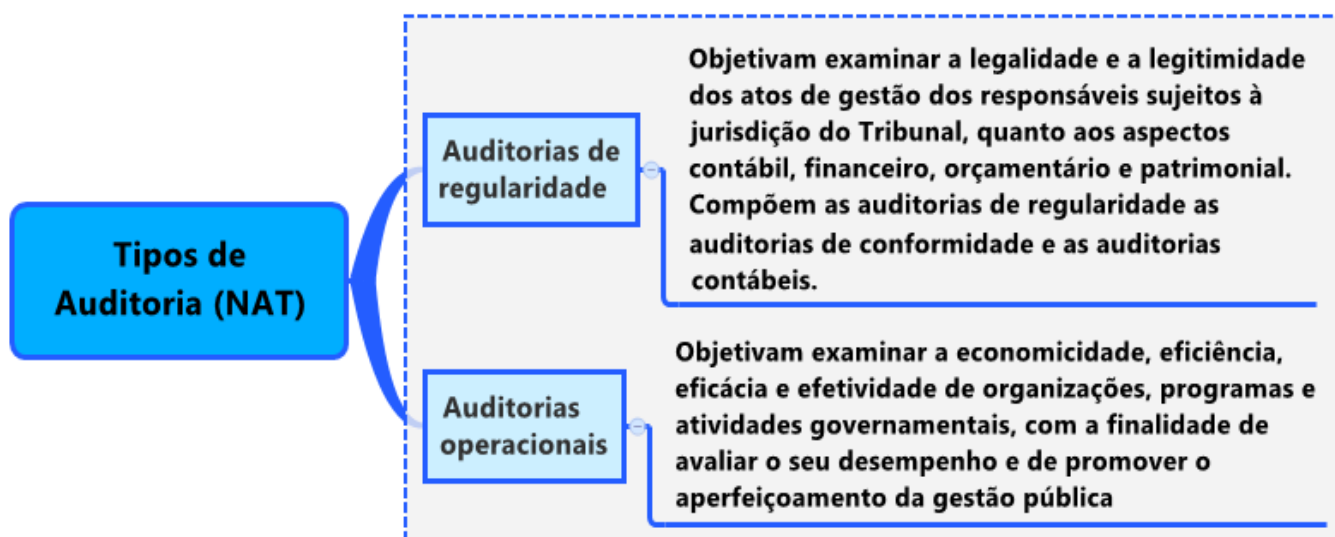 Tipos de
Auditoria (NAT)
Auditorias de
regularidade
Objetivam examinar a legalidade e a legitimidade
dos atos de gestão dos responsáveis sujeitos à
jurisdição do Tribunal, quanto aos aspectos
contábil, financeiro, orçamentário e patrimonial.
Compõem as auditorias de regularidade as
auditorias de conformidade e as auditorias
contábeis.
Auditorias
operacionais
Objetivam examinar a economicidade, eficiência,
eficácia e efetividade de organizações, programas e
atividades governamentais, com a finalidade de
avaliar o seu desempenho e de promover o
aperfeiçoamento da gestão pública